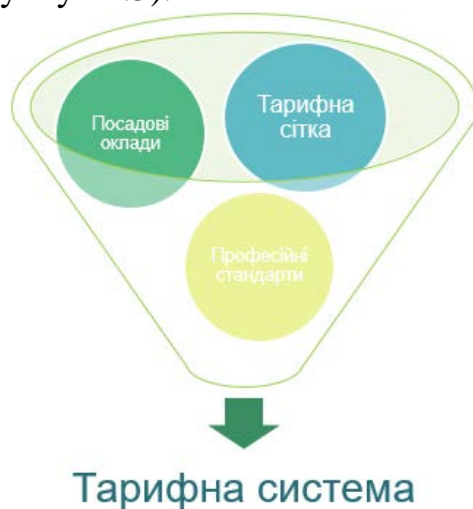 Посадові
оклади
Тарифна
сітка
Професійні
стандарти
Тарифна система